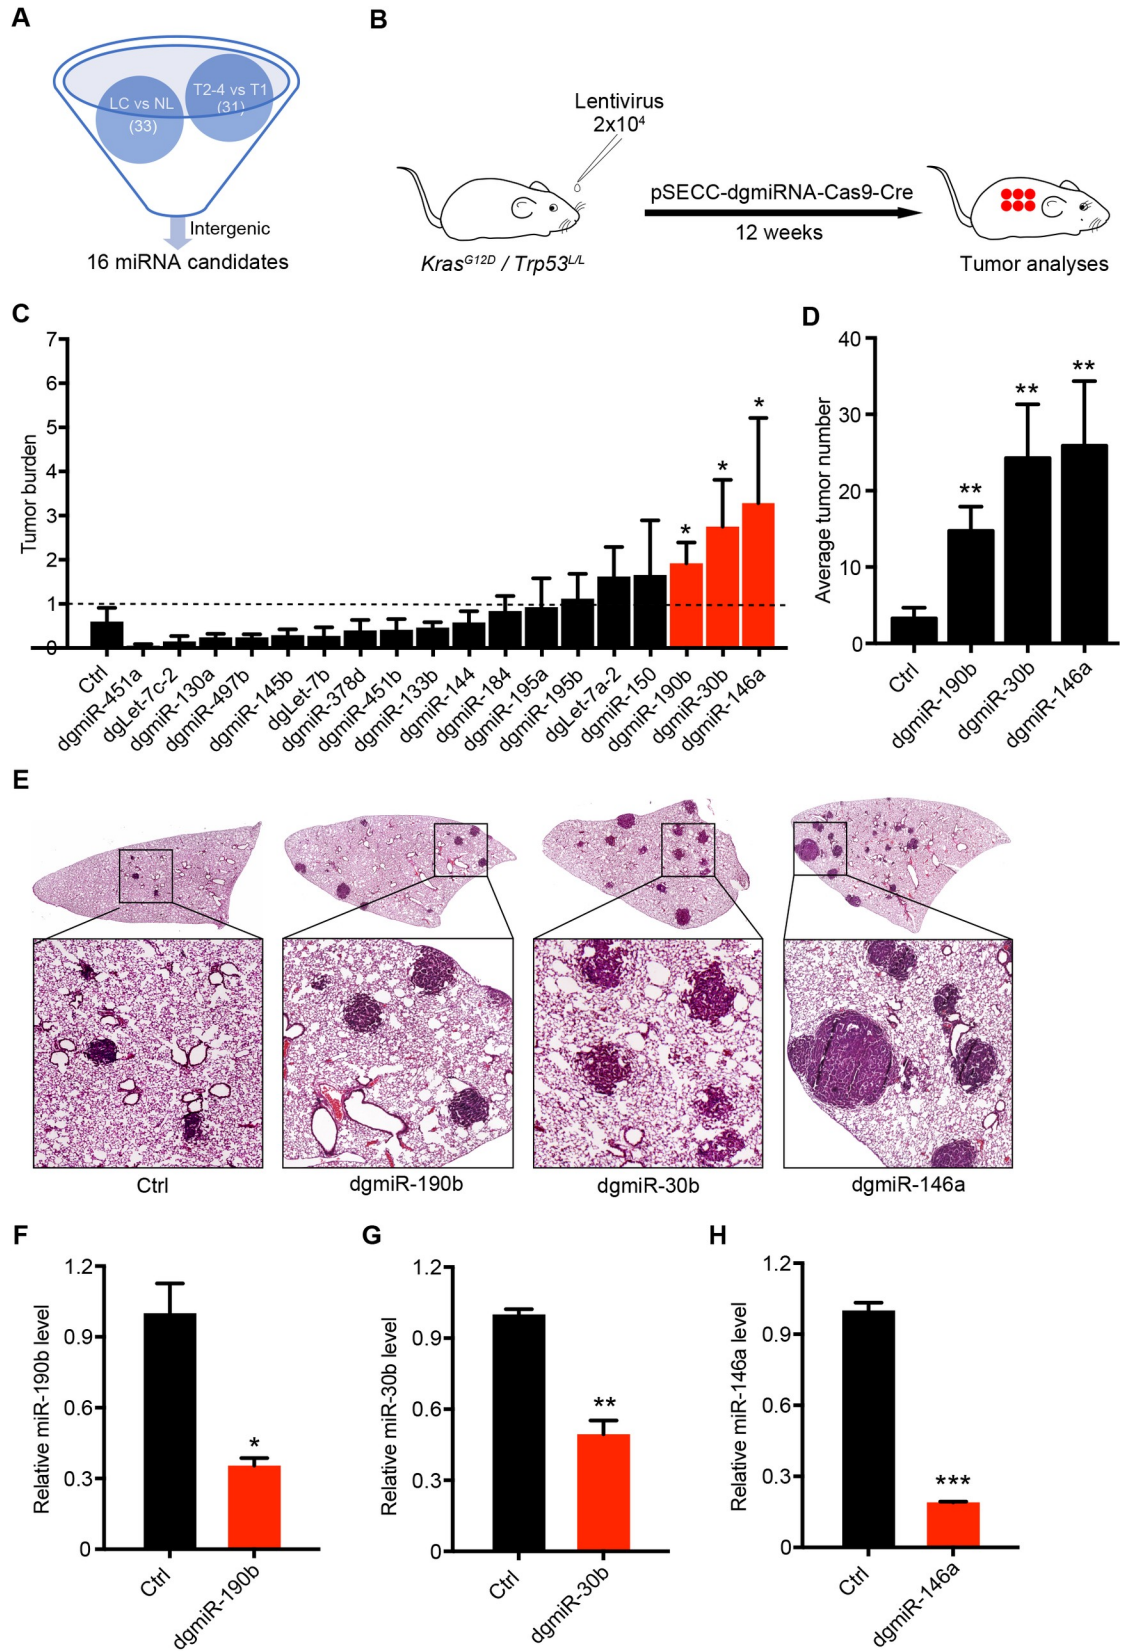 A
LC vs NL
(33)
T2-4 vs T1
(31)
Intergenic
16 miRNA candidates
B
Lentivirus
2x10⁴
Kras^G12D / Trp53^L/L
pSECC-dgmiRNA-Cas9-Cre
12 weeks
Tumor analyses
C
Tumor burden
7
6
5
4
3
2
1
0
Ctrl
dgmiR-451a
dgLet-7c-2
dgmiR-130a
dgmiR-497b
dgmiR-145b
dgLet-7b
dgmiR-378d
dgmiR-451b
dgmiR-133b
dgmiR-144
dgmiR-184
dgmiR-195a
dgmiR-195b
dgLet-7a-2
dgmiR-150
dgmiR-190b
dgmiR-30b
dgmiR-146a
*
*
*
D
Average tumor number
40
30
20
10
0
**
**
**
Ctrl
dgmiR-190b
dgmiR-30b
dgmiR-146a
E
Ctrl
dgmiR-190b
dgmiR-30b
dgmiR-146a
F
Relative miR-190b level
1.2
0.9
0.6
0.3
0
*
Ctrl
dgmiR-190b
G
Relative miR-30b level
1.2
0.9
0.6
0.3
0
**
Ctrl
dgmiR-30b
H
Relative miR-146a level
1.2
0.9
0.6
0.3
0
***
Ctrl
dgmiR-146a